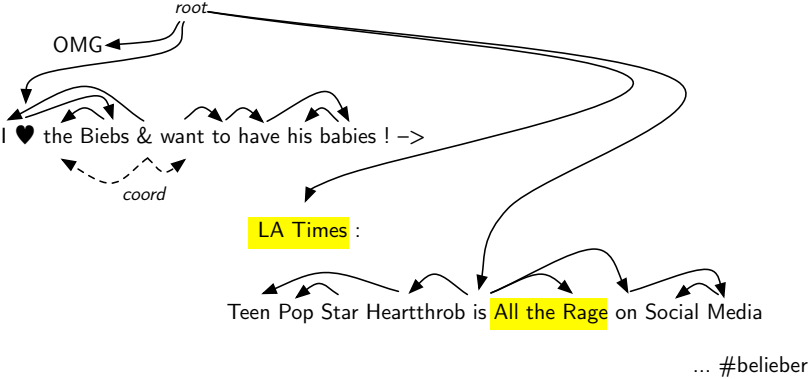 root
OMG
I ♥ the Biebs & want to have his babies ! –>
coord
LA Times :
Teen Pop Star Heartthrob is All the Rage on Social Media
... #belieber